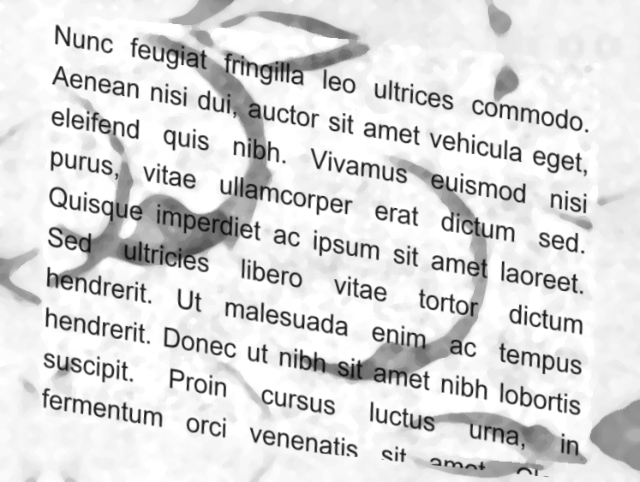 Nunc feugiat fringilla leo ultrices commodo.
Aenean nisi dui, auctor sit amet vehicula eget,
eleifend quis nibh. Vivamus euismod nisi
purus, vitae ullamcorper erat dictum sed.
Quisque imperdiet ac ipsum sit amet laoreet.
Sed ultricies libero vitae tortor dictum
hendrerit. Ut malesuada enim ac tempus
hendrerit. Donec ut nibh sit amet nibh lobortis
suscipit. Proin cursus luctus urna, in
fermentum orci venenatis sit amet